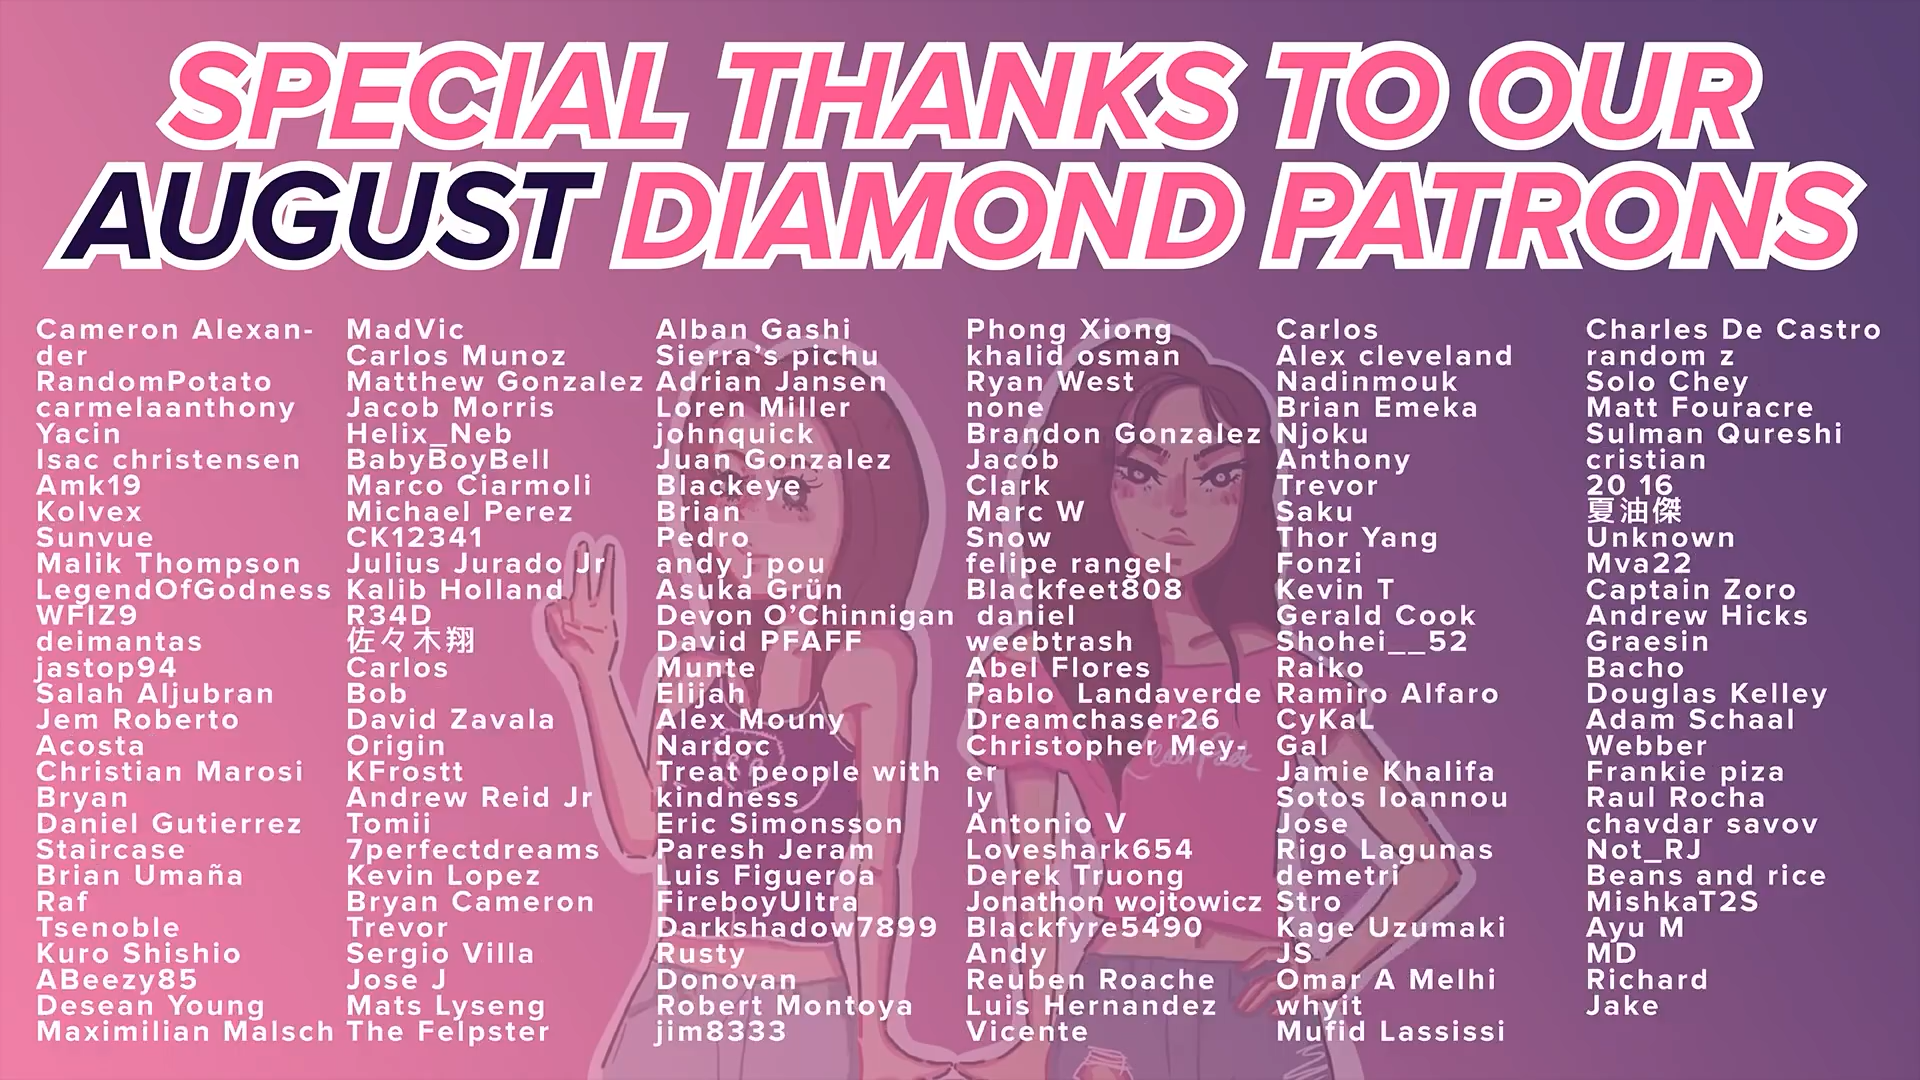 SPECIAL THANKS TO OUR
AUGUST DIAMOND PATRONS
Cameron Alexan-
der
RandomPotato
carmelaanthony
Yacin
Isac christensen
Amk19
Kolvex
Sunvue
Malik Thompson
LegendOfGodness
WFIZ9
deimantas
jastop94
Salah Aljubran
Jem Roberto
Acosta
Christian Marosi
Bryan
Daniel Gutierrez
Staircase
Brian Umaña
Raf
Tsenoble
Kuro Shishio
ABeezy85
Desean Young
Maximilian Malsch
MadVic
Carlos Munoz
Matthew Gonzalez
Jacob Morris
Helix_Neb
BabyBoyBell
Marco Ciarmoli
Michael Perez
CK12341
Julius Jurado Jr
Kalib Holland
R34D
佐々木翔
Carlos
Bob
David Zavala
Origin
KFrostt
Andrew Reid Jr
Tomii
7perfectdreams
Kevin Lopez
Bryan Cameron
Trevor
Sergio Villa
Jose J
Mats Lyseng
The Felpster
Alban Gashi
Sierra’s pichu
Adrian Jansen
Loren Miller
johnquick
Juan Gonzalez
Blackeye
Brian
Pedro
andy j pou
Asuka Grün
Devon O’Chinnigan
David PFAFF
Munte
Elijah
Alex Mouny
Nardoc
Treat people with
kindness
Eric Simonsson
Paresh Jeram
Luis Figueroa
FireboyUltra
Darkshadow7899
Rusty
Donovan
Robert Montoya
jim8333
Phong Xiong
khalid osman
Ryan West
none
Brandon Gonzalez
Jacob
Clark
Marc W
Snow
felipe rangel
Blackfeet808
daniel
weebtrash
Abel Flores
Pablo  Landaverde
Dreamchaser26
Christopher Mey-
er
ly
Antonio V
Loveshark654
Derek Truong
Jonathon wojtowicz
Blackfyre5490
Andy
Reuben Roache
Luis Hernandez
Vicente
Carlos
Alex cleveland
Nadinmouk
Brian Emeka
Njoku
Anthony
Trevor
Saku
Thor Yang
Fonzi
Kevin T
Gerald Cook
Shohei__52
Raiko
Ramiro Alfaro
CyKaL
Gal
Jamie Khalifa
Sotos Ioannou
Jose
Rigo Lagunas
demetri
Stro
Kage Uzumaki
JS
Omar A Melhi
whyit
Mufid Lassissi
Charles De Castro
random z
Solo Chey
Matt Fouracre
Sulman Qureshi
cristian
20 16
夏油傑
Unknown
Mva22
Captain Zoro
Andrew Hicks
Graesin
Bacho
Douglas Kelley
Adam Schaal
Webber
Frankie piza
Raul Rocha
chavdar savov
Not_RJ
Beans and rice
MishkaT2S
Ayu M
MD
Richard
Jake